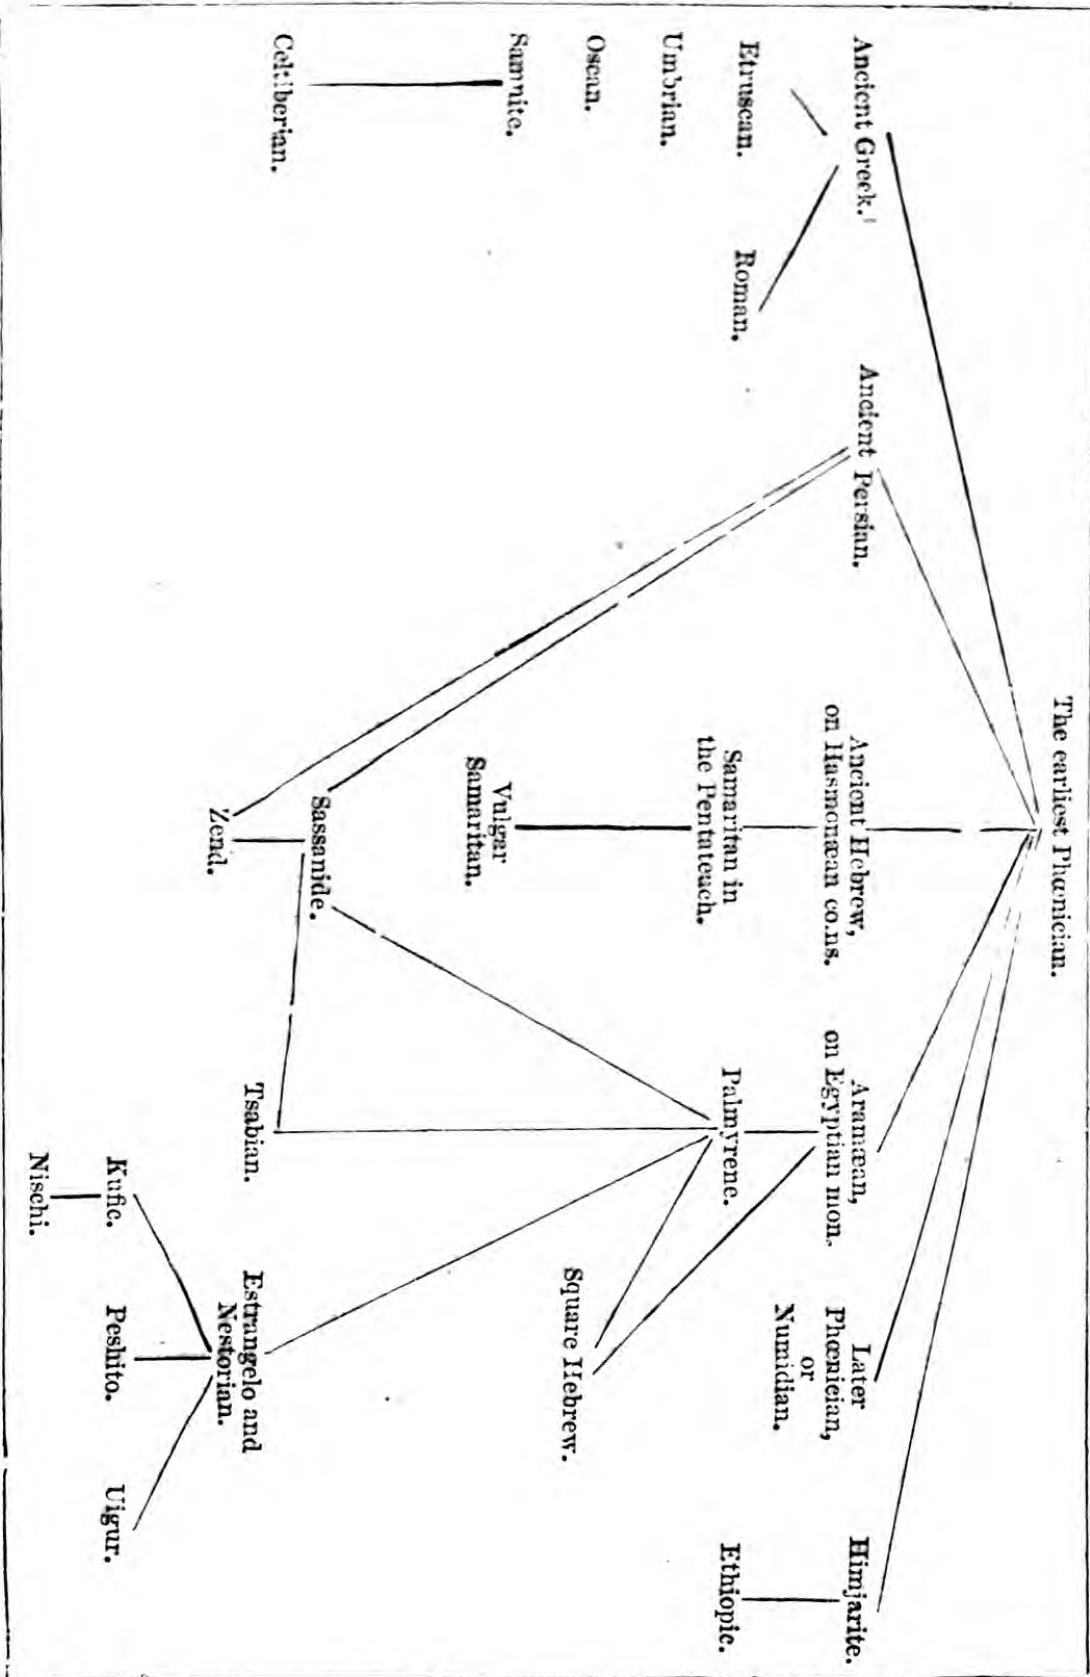 The earliest Phœnician.
Ancient Greek.
Ancient Persian.
Ancient Hebrew,
on Hasmonæan coins.
Aramæan,
on Egyptian mon.
Later
Phœnician,
or
Numidian.
Himjarite.
Etruscan.
Roman.
Samaritan in
the Pentateuch.
Palmyrene.
Ethiopic.
Umbrian.
Oscan.
Square Hebrew.
Samnite.
Vulgar
Samaritan.
Celtiberian.
Sassanide.
Tsabian.
Estrangelo and
Nestorian.
Zend.
Kufic.
Peshito.
Uigur.
Nischi.